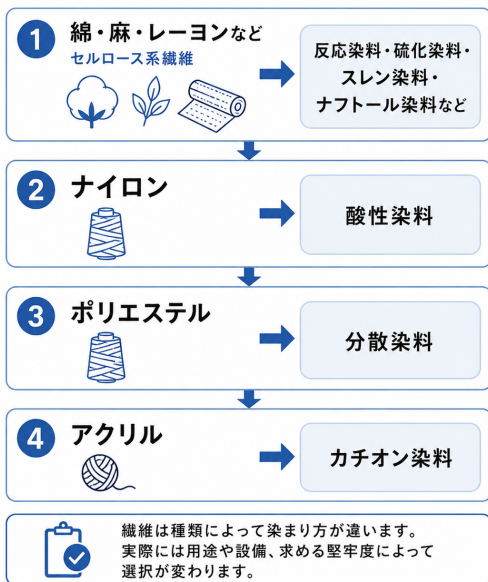 1
綿・麻・レーヨンなど
セルロース系繊維
反応染料・硫化染料・
スレン染料・
ナフトール染料など
2
ナイロン
酸性染料
3
ポリエステル
分散染料
4
アクリル
カチオン染料
繊維は種類によって染まり方が違います。
実際には用途や設備、求める堅牢度によって
選択が変わります。